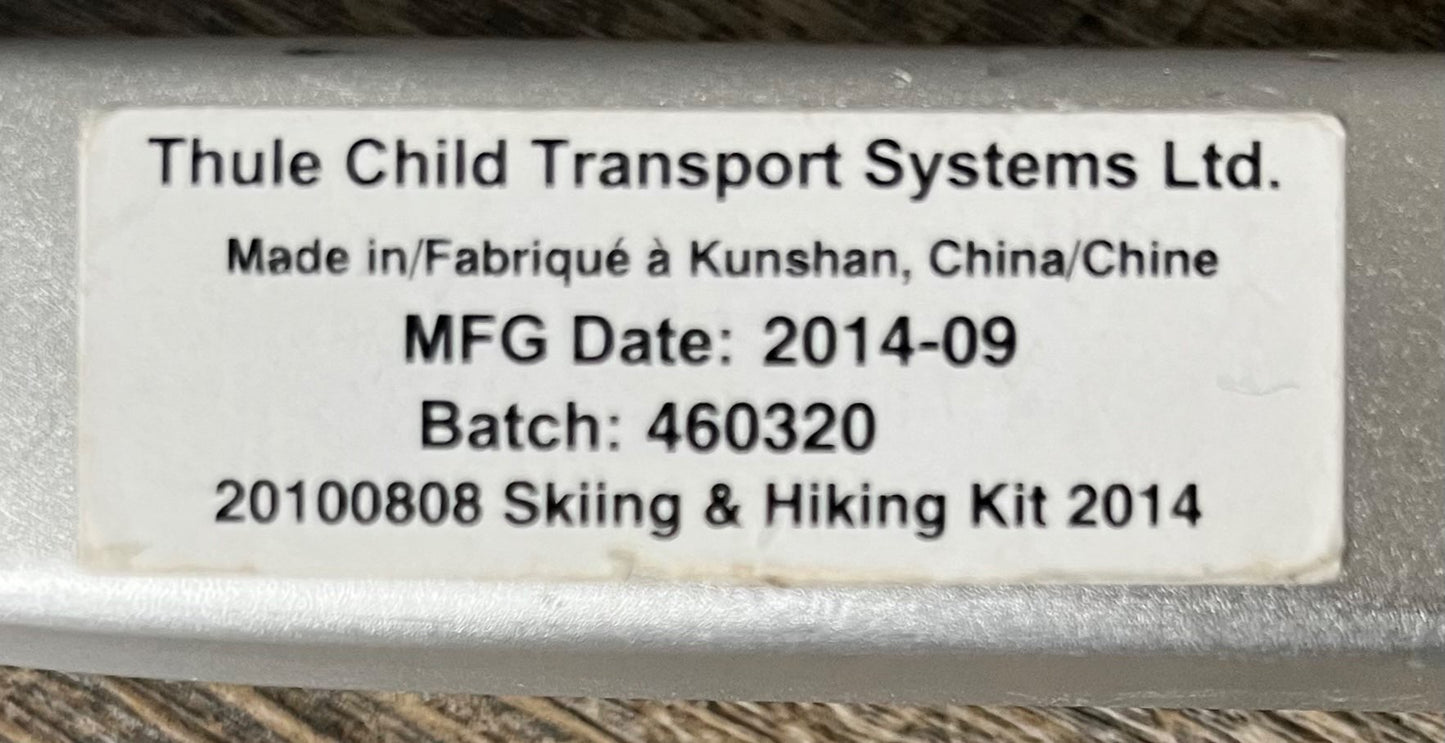 Thule Child Transport Systems Ltd.
Made in/Fabriqué à Kunshan, China/Chine
MFG Date: 2014-09
Batch: 460320
20100808 Skiing & Hiking Kit 2014